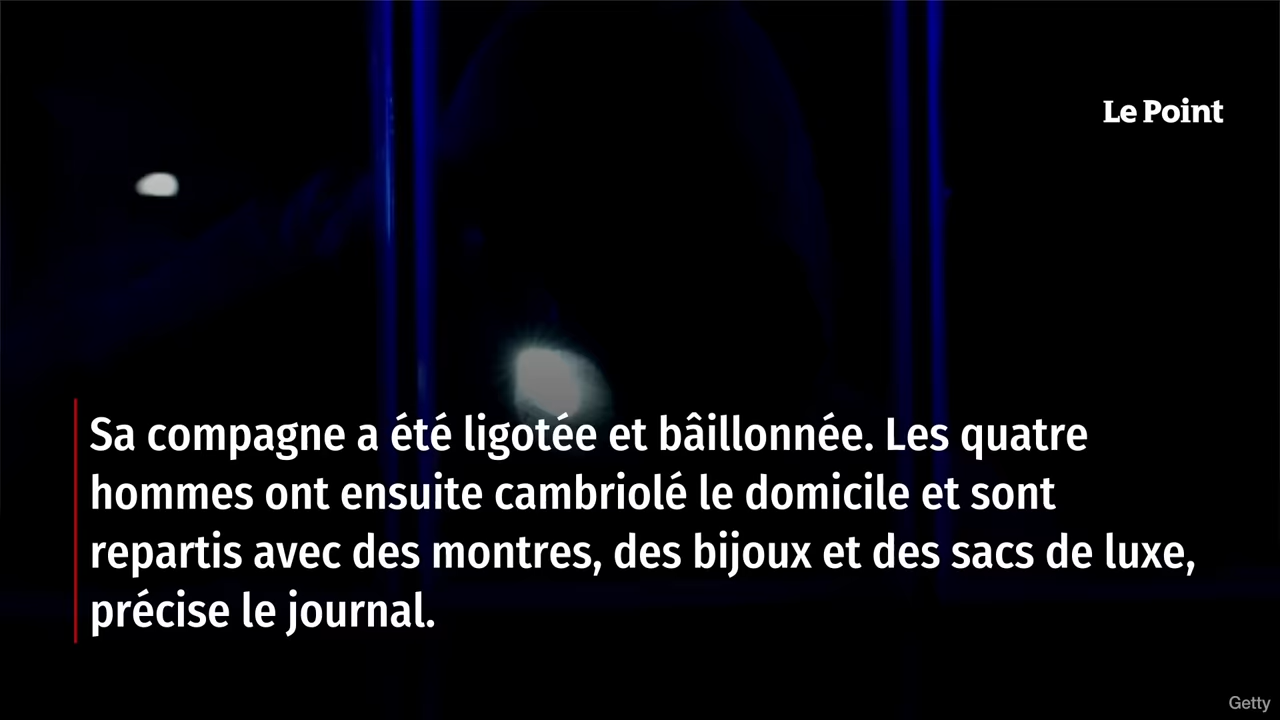 Le Point
Sa compagne a été ligotée et bâillonnée. Les quatre
hommes ont ensuite cambriolé le domicile et sont
repartis avec des montres, des bijoux et des sacs de luxe,
précise le journal.
Getty